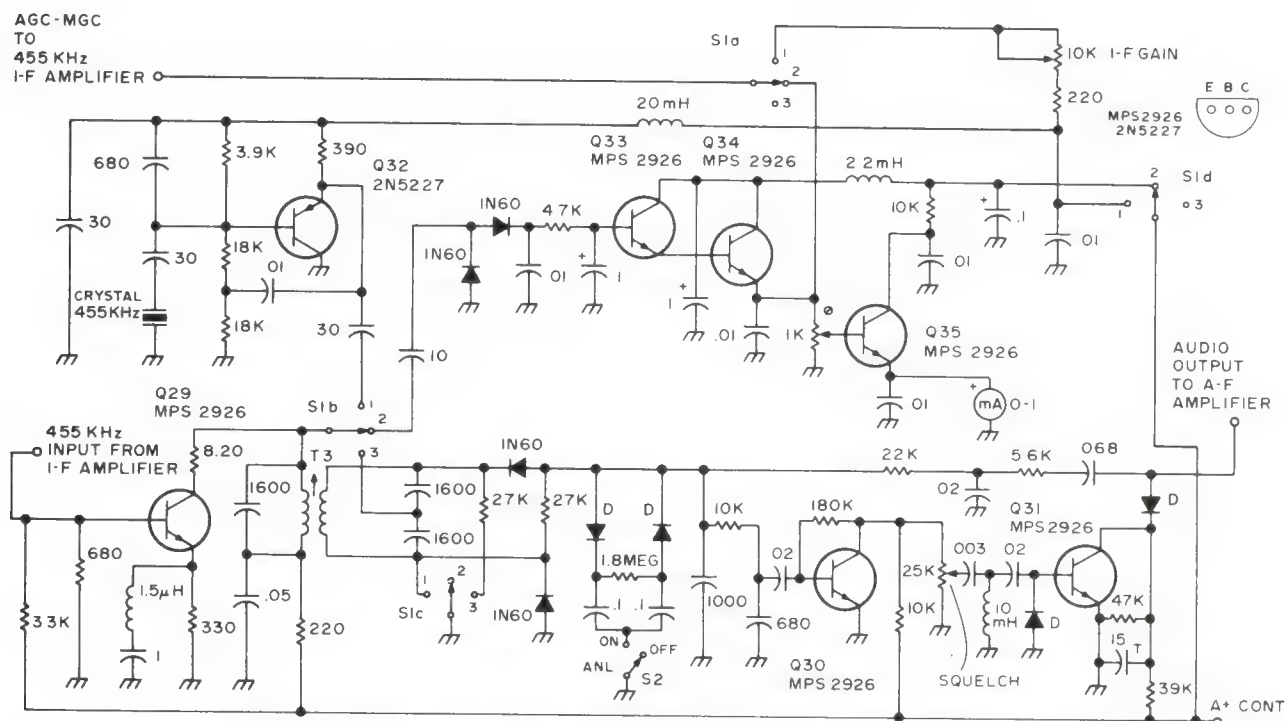 AGC-MGC
TO
455 KHz
I-F AMPLIFIER
S1a
1
2
3
10K I-F GAIN
220
E B C
MPS2926
2N5227
20mH
680
3.9K
390
Q32
2N5227
Q33
MPS 2926
Q34
MPS 2926
2.2mH
2
S1d
3
1
30
30
18K
01
CRYSTAL
455KHz
18K
30
1N60
47K
1N60
01
+
1
+
1
.01
10K
+
.1
01
01
ø
1K
Q35
MPS 2926
01
+
mA
0-1
10
AUDIO
OUTPUT
TO A-F
AMPLIFIER
Q29
MPS 2926
S1b
1
2
3
455 KHz
INPUT FROM
I-F AMPLIFIER
8.20
T3
1600
1600
1600
27K
1N60
27K
D
D
1.8MEG
.1
.1
ON
OFF
ANL
S2
22K
02
5.6K
068
D
Q31
MPS2926
10K
180K
02
1000
680
Q30
MPS 2926
25K
10K
003
02
10
mH
D
47K
15
T
39K
SQUELCH
680
33K
1.5µH
1
330
.05
220
S1c
1
2
3
1N60
A+ CONT